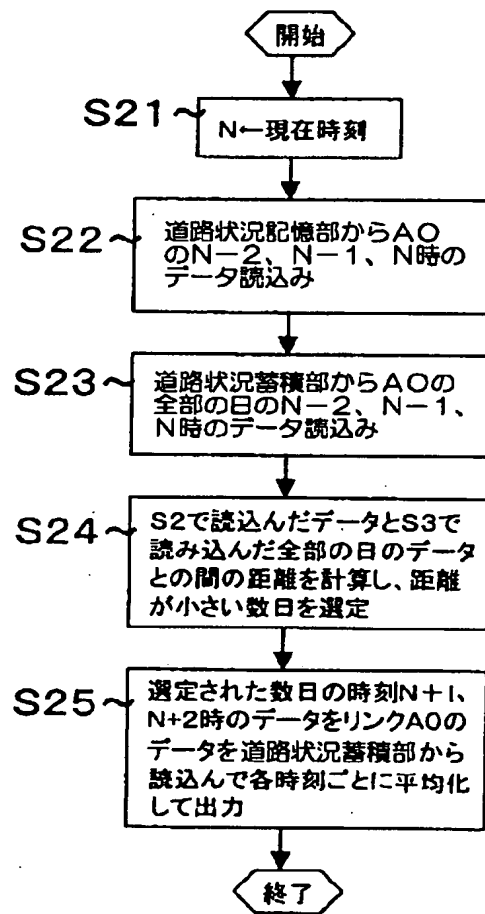 開始
S21
N←現在時刻
S22
道路状況記憶部からA0
のN−2、N−1、N時の
データ読込み
S23
道路状況蓄積部からA0の
全部の日のN−2、N−1、
N時のデータ読込み
S24
S2で読込んだデータとS3で
読み込んだ全部の日のデータ
との間の距離を計算し、距離
が小さい数日を選定
S25
選定された数日の時刻N+1、
N+2時のデータをリンクA0の
データを道路状況蓄積部から
読込んで各時刻ごとに平均化
して出力
終了